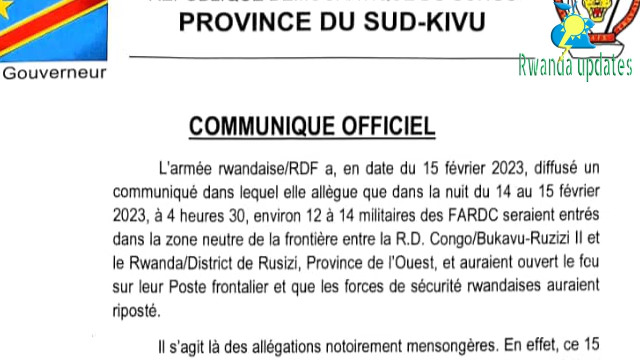 PROVINCE DU SUD-KIVU
Gouverneur
Rwanda updates
COMMUNIQUE OFFICIEL
L'armée rwandaise/RDF a, en date du 15 février 2023, diffusé un
communiqué dans lequel elle allègue que dans la nuit du 14 au 15 février
2023, à 4 heures 30, environ 12 à 14 militaires des FARDC seraient entrés
dans la zone neutre de la frontière entre la R.D. Congo/Bukavu-Ruzizi II et
le Rwanda/District de Rusizi, Province de l'Ouest, et auraient ouvert le feu
sur leur Poste frontalier et que les forces de sécurité rwandaises auraient
riposté.
Il s'agit là des allégations notoirement mensongères. En effet, ce 15